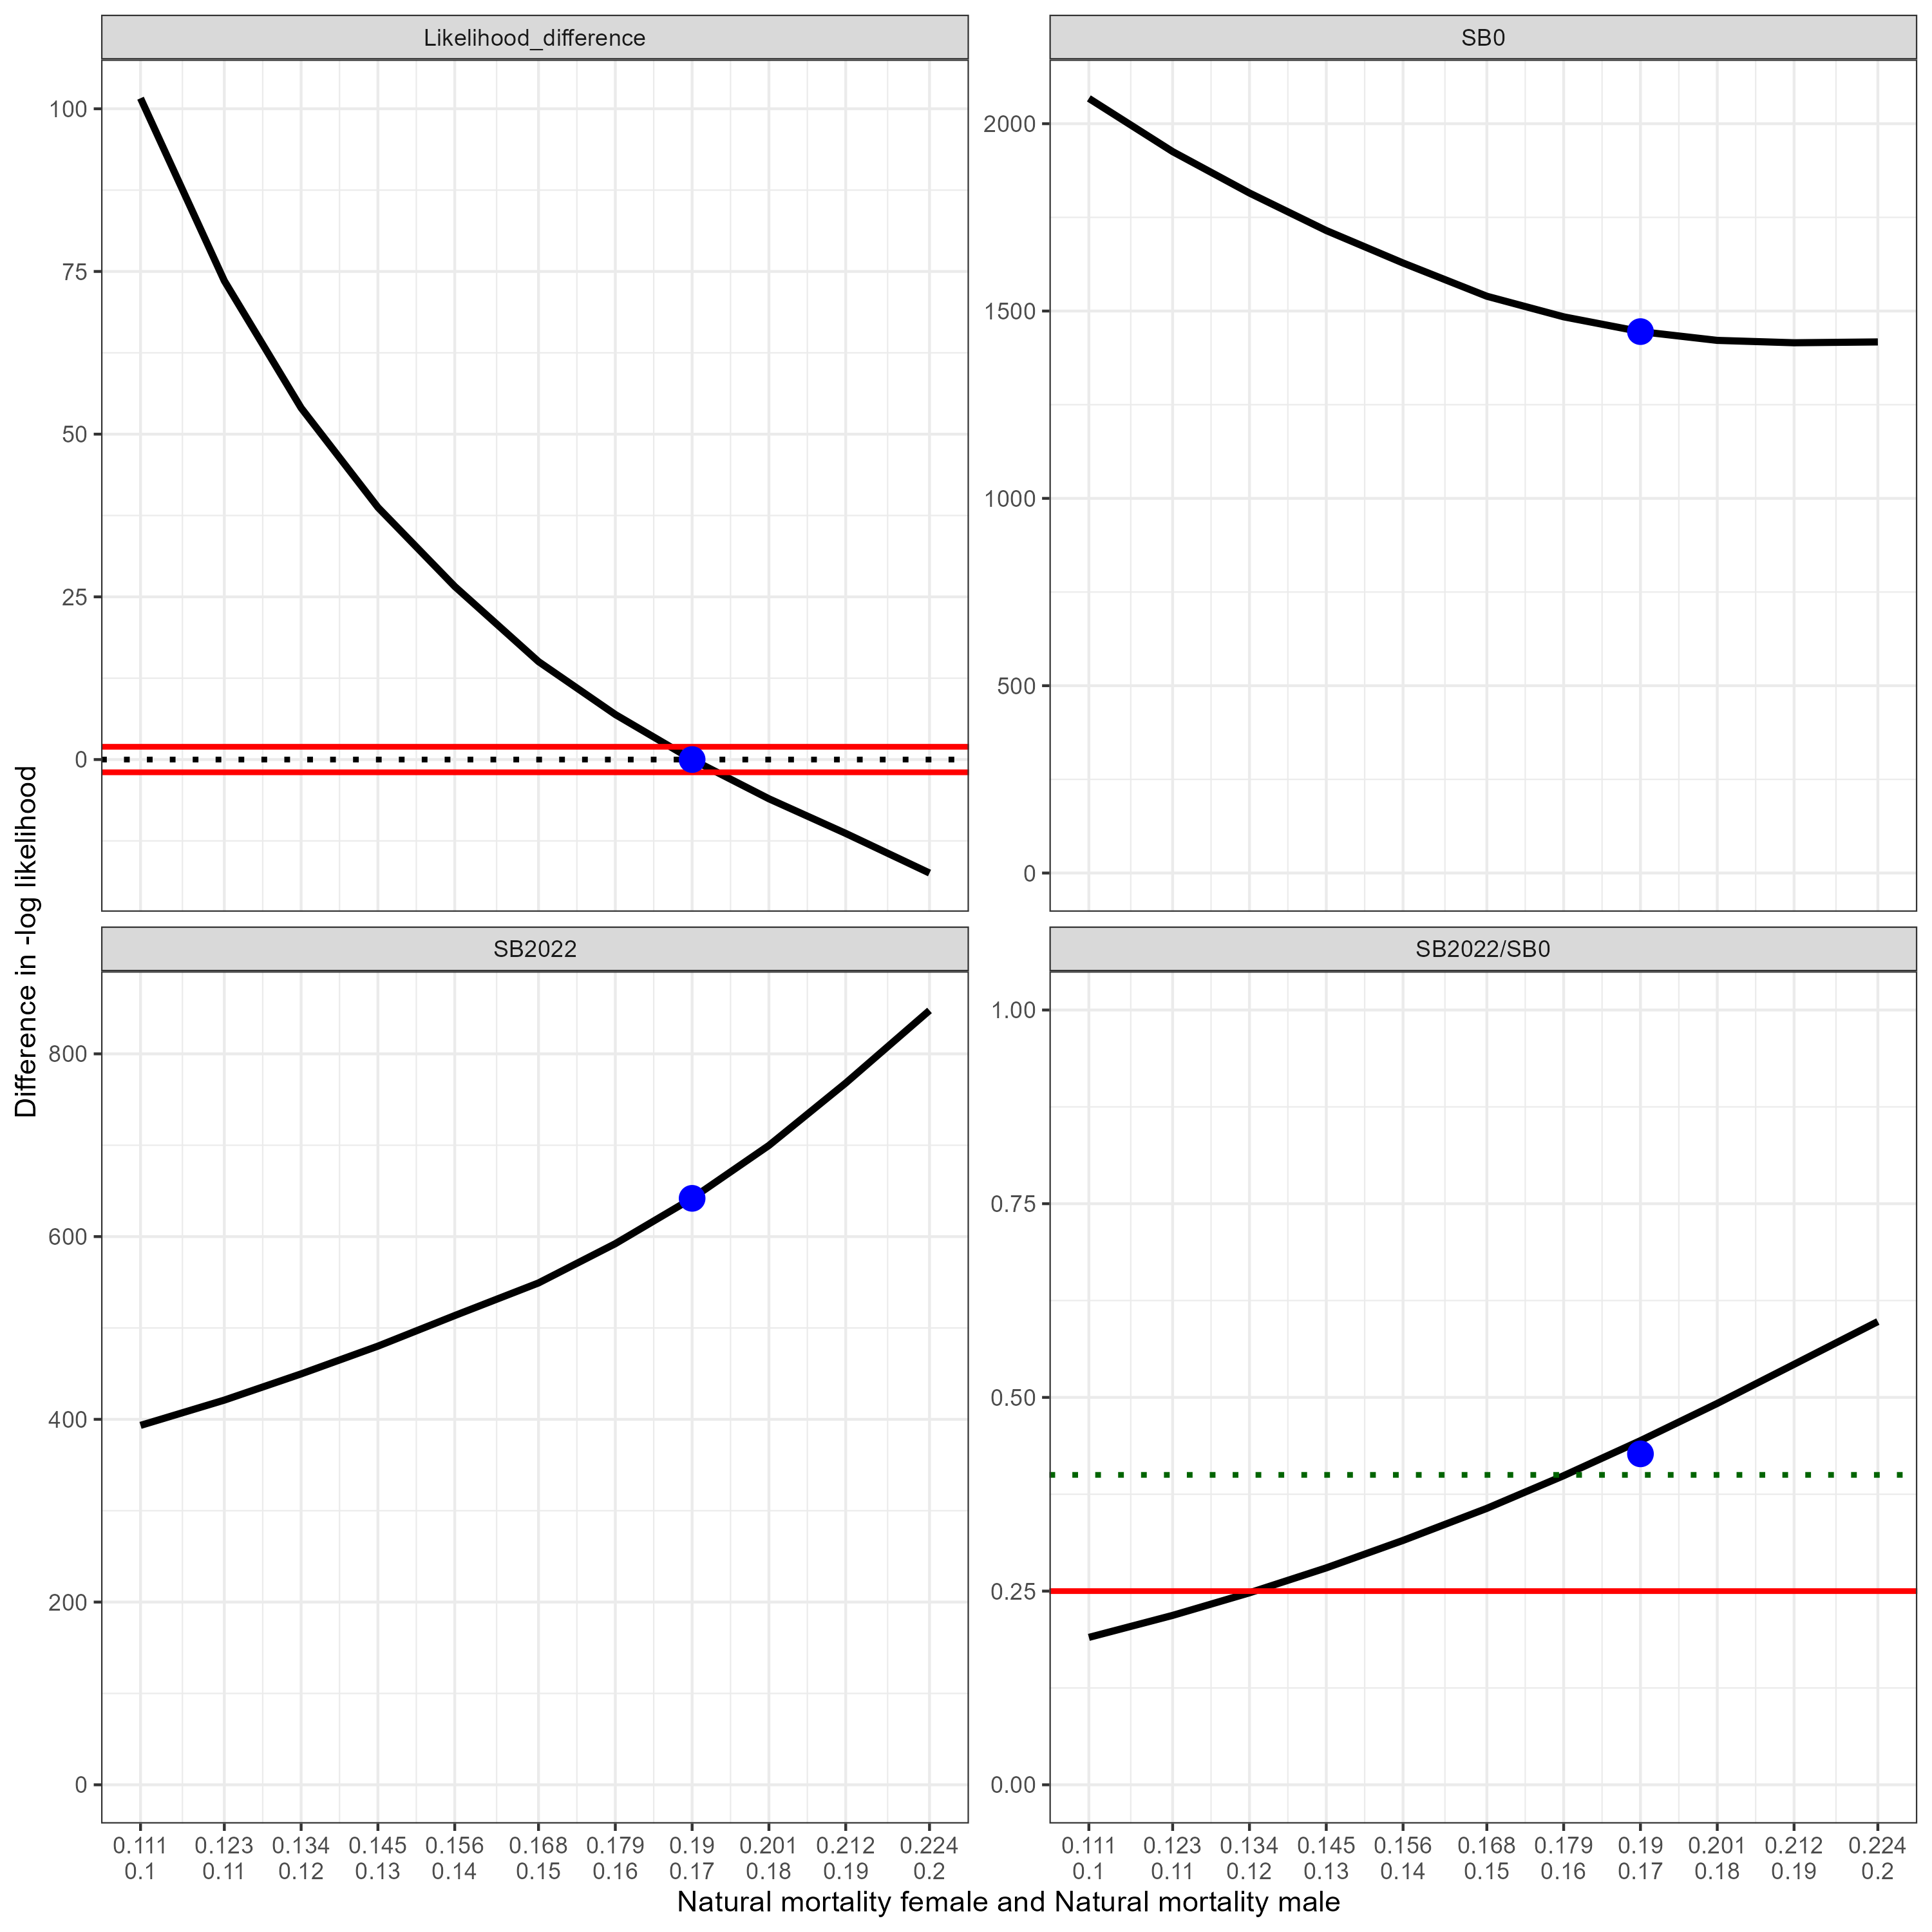 Likelihood_difference
SB0
100
75
50
25
0
2000
1500
1000
500
0
Difference in -log likelihood
SB2022
SB2022/SB0
800
600
400
200
0
1.00
0.75
0.50
0.25
0.00
0.111 0.123 0.134 0.145 0.156 0.168 0.179 0.19 0.201 0.212 0.224
0.1 0.11 0.12 0.13 0.14 0.15 0.16 0.17 0.18 0.19 0.2
0.111 0.123 0.134 0.145 0.156 0.168 0.179 0.19 0.201 0.212 0.224
0.1 0.11 0.12 0.13 0.14 0.15 0.16 0.17 0.18 0.19 0.2
Natural mortality female and Natural mortality male